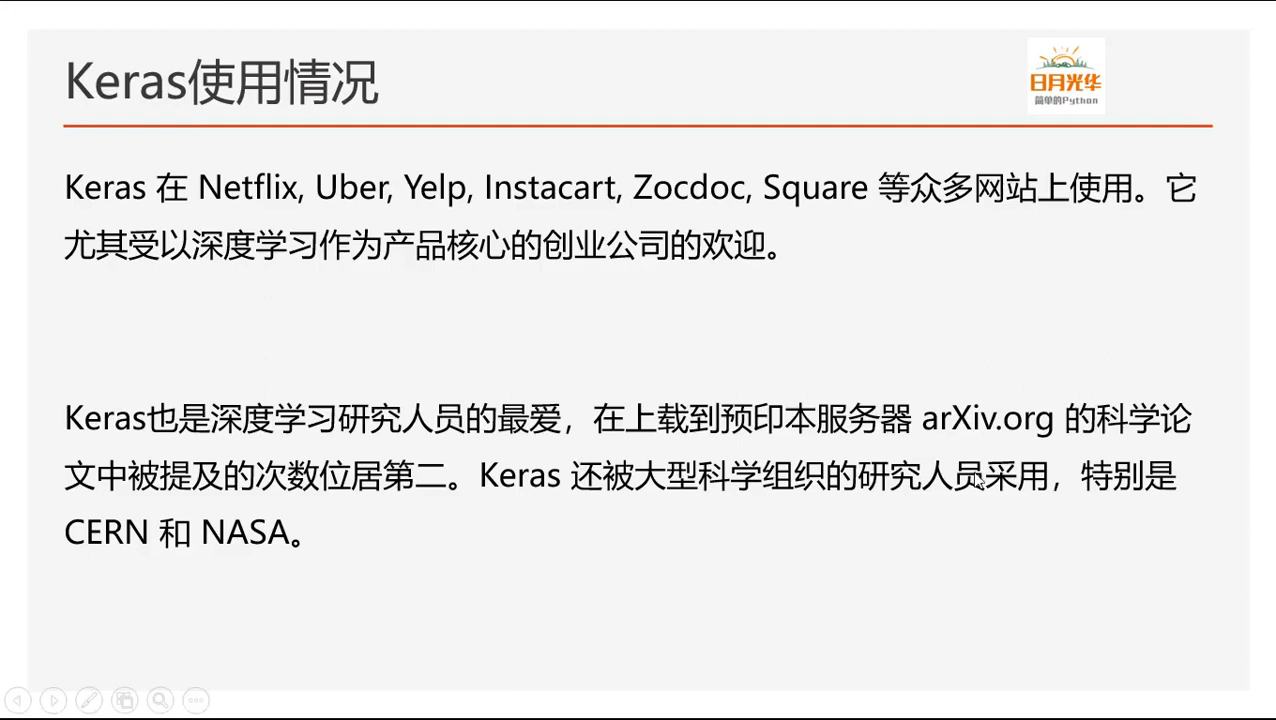 Keras使用情况
日月光华
简单的Python
Keras 在 Netflix, Uber, Yelp, Instacart, Zocdoc, Square 等众多网站上使用。它
尤其受以深度学习作为产品核心的创业公司的欢迎。
Keras也是深度学习研究人员的最爱，在上载到预印本服务器 arXiv.org 的科学论
文中被提及的次数位居第二。Keras 还被大型科学组织的研究人员采用，特别是
CERN 和 NASA。